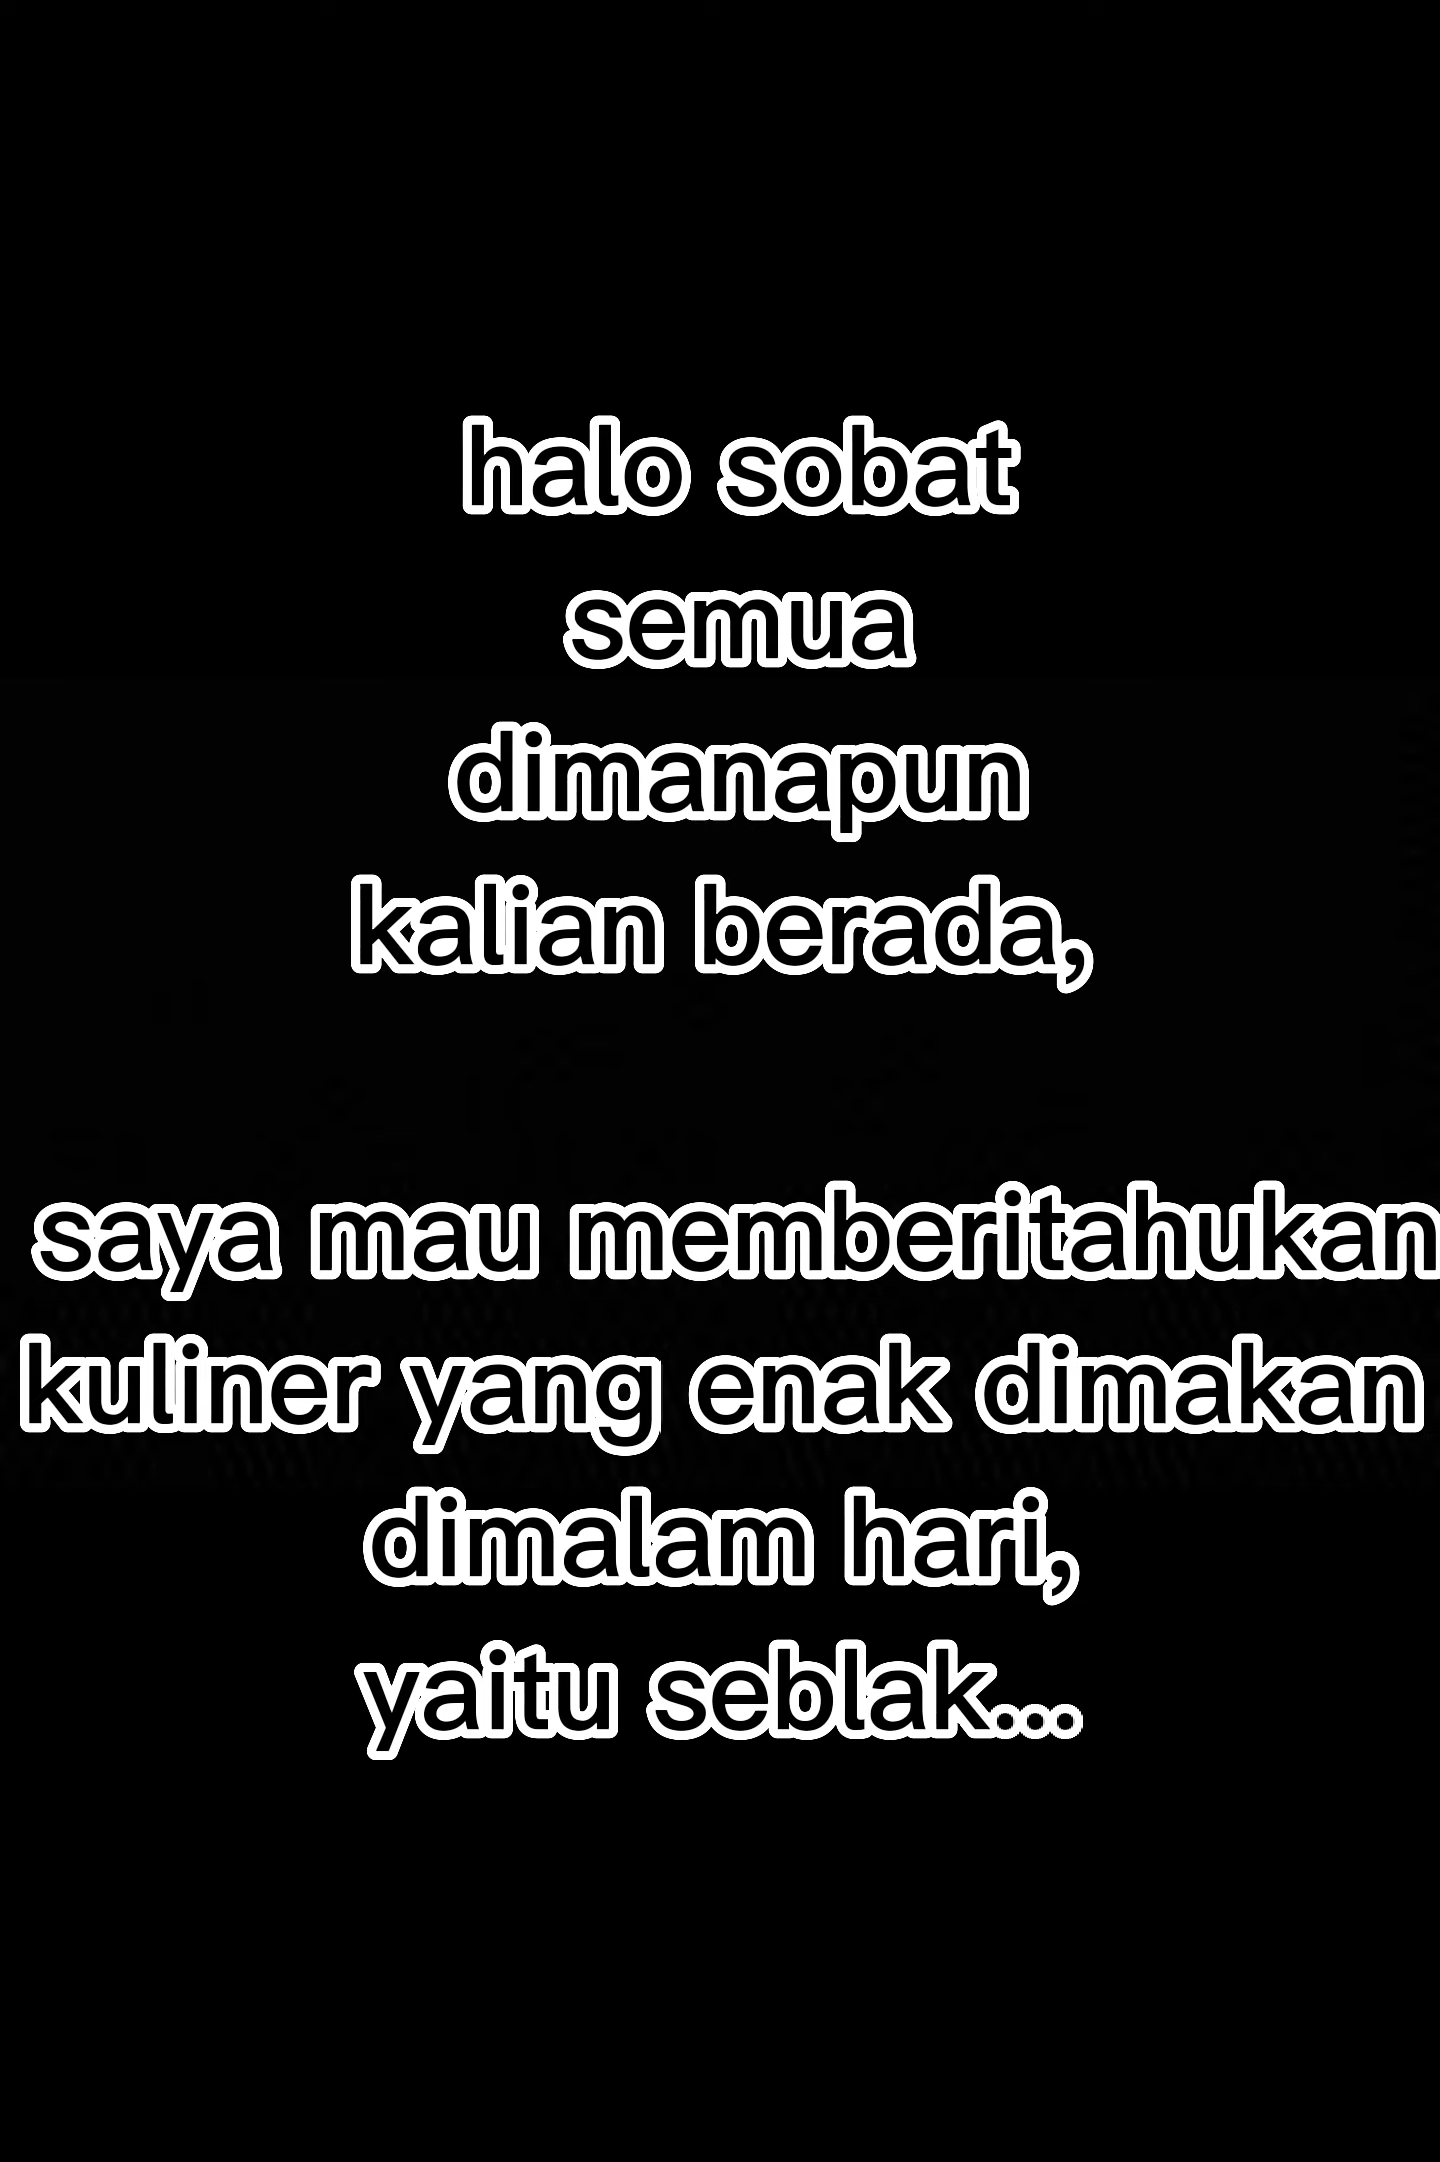 halo sobat
semua
dimanapun
kalian berada,
saya mau memberitahukan
kuliner yang enak dimakan
dimalam hari,
yaitu seblak...